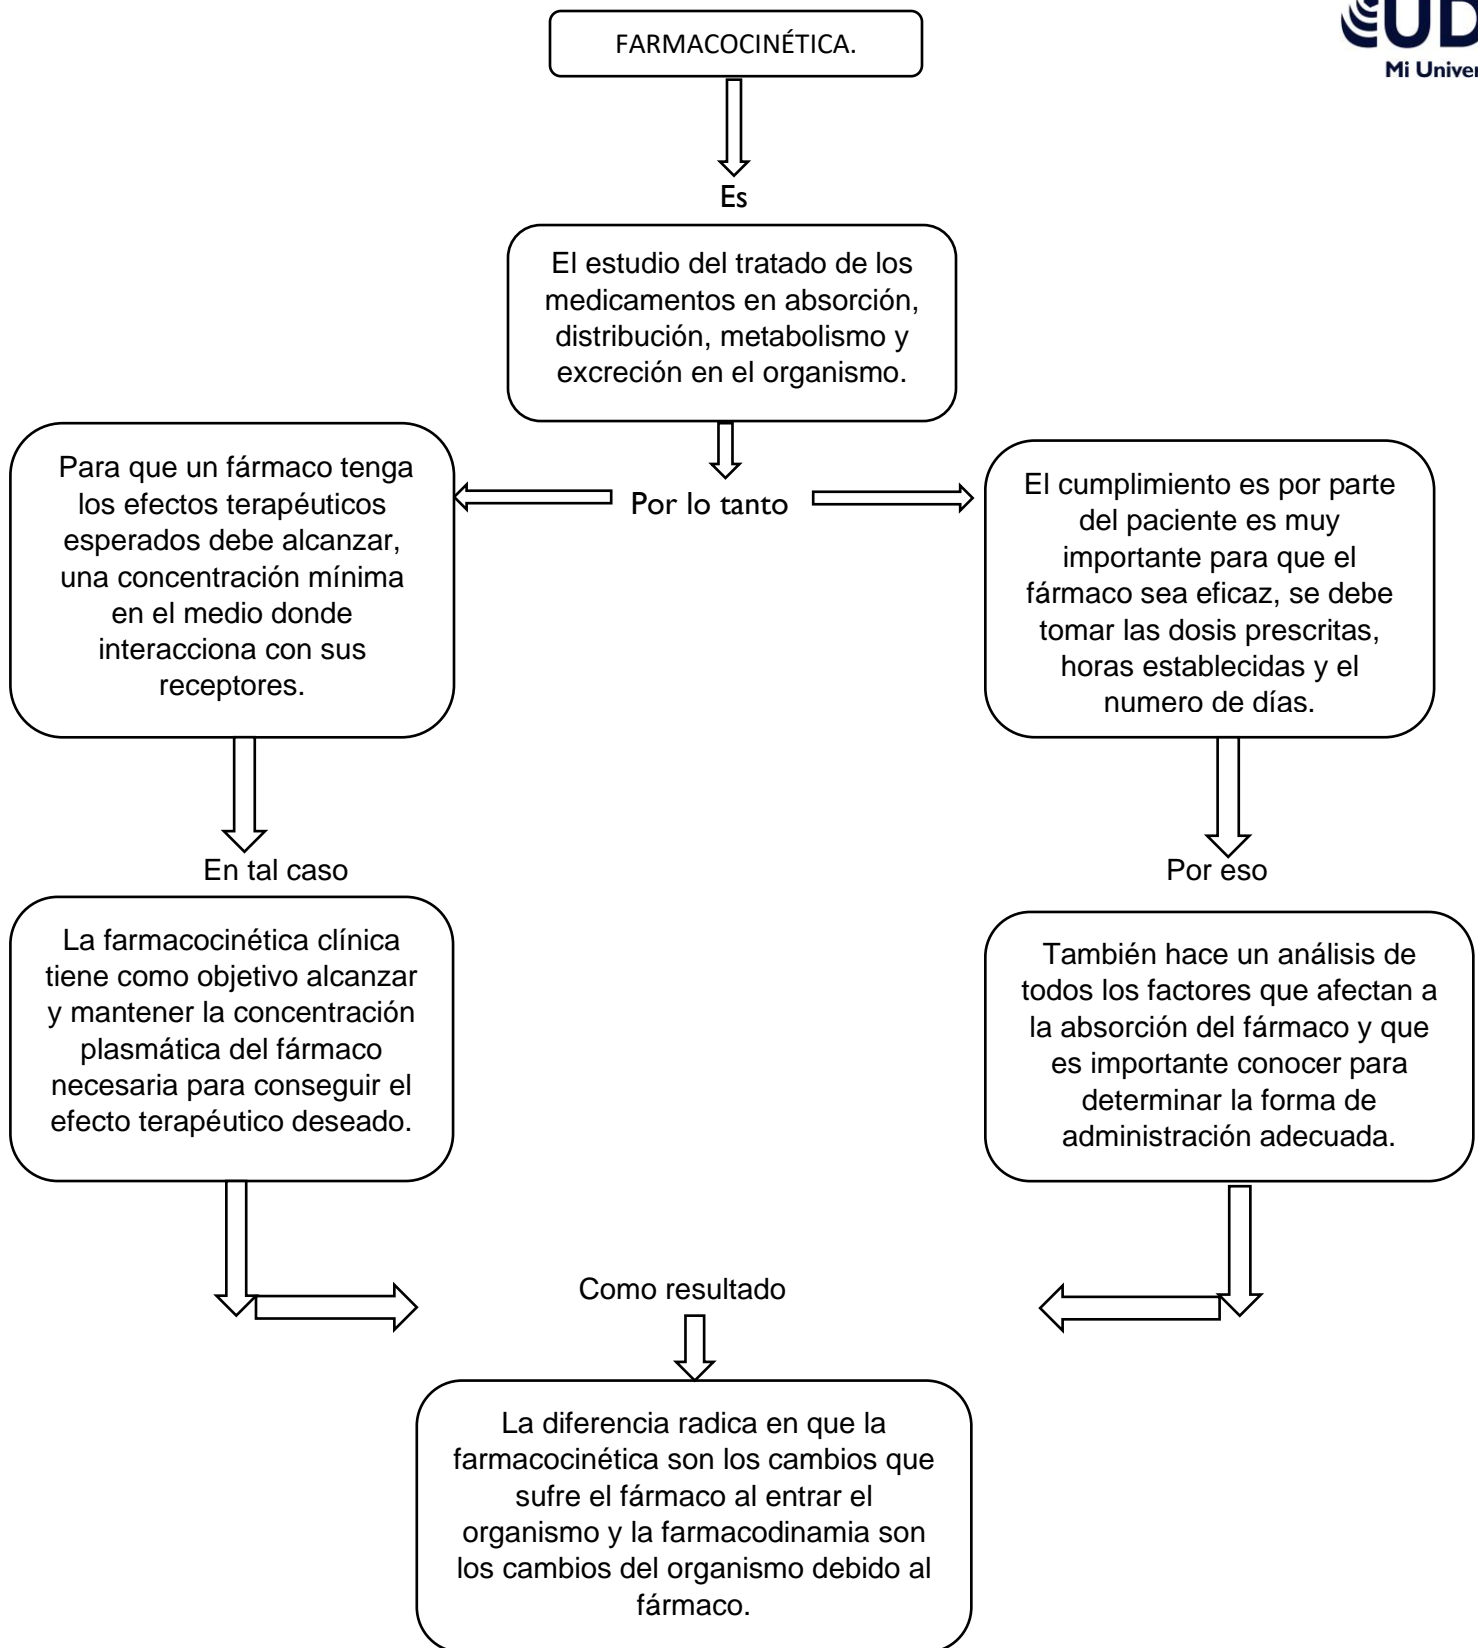 UD
Mi Univer
FARMACOCINÉTICA.
Es
El estudio del tratado de los
medicamentos en absorción,
distribución, metabolismo y
excreción en el organismo.
Por lo tanto
Para que un fármaco tenga
los efectos terapéuticos
esperados debe alcanzar,
una concentración mínima
en el medio donde
interacciona con sus
receptores.
El cumplimiento es por parte
del paciente es muy
importante para que el
fármaco sea eficaz, se debe
tomar las dosis prescritas,
horas establecidas y el
numero de días.
En tal caso
Por eso
La farmacocinética clínica
tiene como objetivo alcanzar
y mantener la concentración
plasmática del fármaco
necesaria para conseguir el
efecto terapéutico deseado.
También hace un análisis de
todos los factores que afectan a
la absorción del fármaco y que
es importante conocer para
determinar la forma de
administración adecuada.
Como resultado
La diferencia radica en que la
farmacocinética son los cambios que
sufre el fármaco al entrar el
organismo y la farmacodinamia son
los cambios del organismo debido al
fármaco.